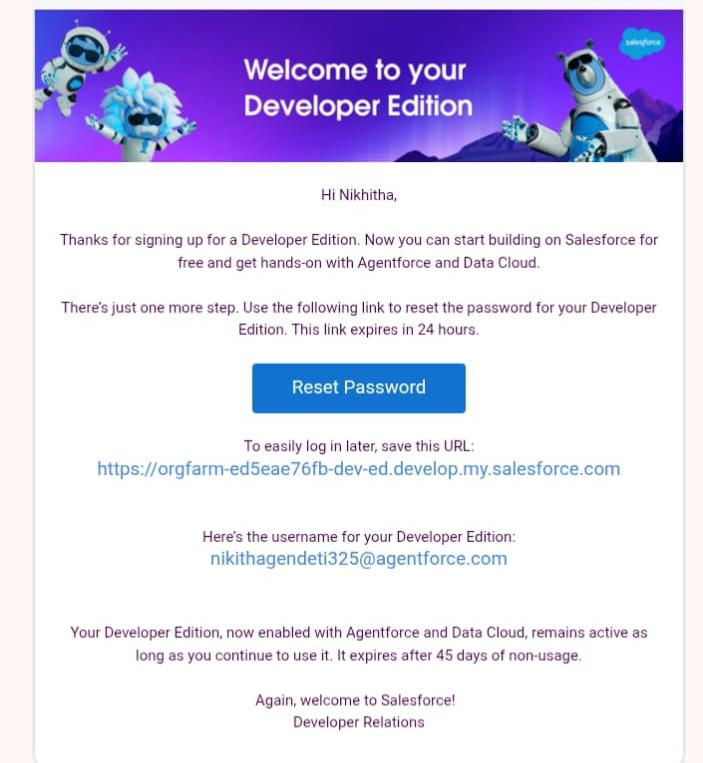 salesforce
Welcome to your
Developer Edition
Hi Nikhitha,
Thanks for signing up for a Developer Edition. Now you can start building on Salesforce for
free and get hands-on with Agentforce and Data Cloud.
There's just one more step. Use the following link to reset the password for your Developer
Edition. This link expires in 24 hours.
Reset Password
To easily log in later, save this URL:
https://orgfarm-ed5eae76fb-dev-ed.develop.my.salesforce.com
Here's the username for your Developer Edition:
nikithagendeti325@agentforce.com
Your Developer Edition, now enabled with Agentforce and Data Cloud, remains active as
long as you continue to use it. It expires after 45 days of non-usage.
Again, welcome to Salesforce!
Developer Relations